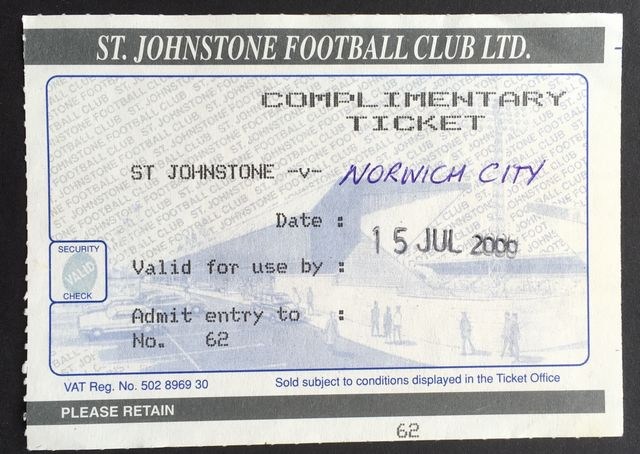 ST. JOHNSTONE FOOTBALL CLUB LTD.
COMPLIMENTARY
TICKET
ST JOHNSTONE -v- NORWICH CITY
Date :
15 JUL 2000
Valid for use by :
Admit entry to :
No. 62
SECURITY
VALID
CHECK
VAT Reg. No. 502 8969 30
Sold subject to conditions displayed in the Ticket Office
PLEASE RETAIN
62